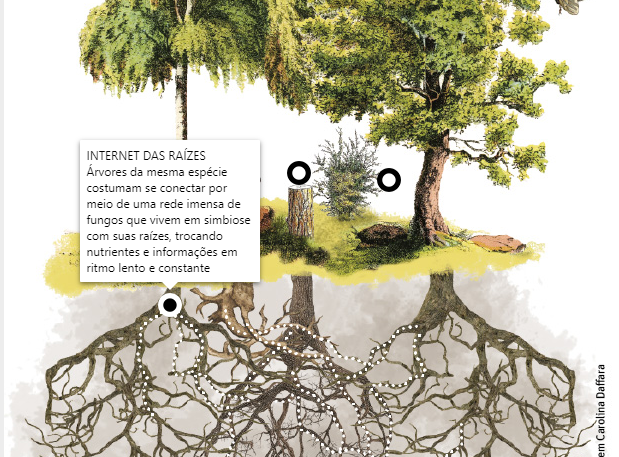 INTERNET DAS RAÍZES
Árvores da mesma espécie
costumam se conectar por
meio de uma rede imensa de
fungos que vivem em simbiose
com suas raízes, trocando
nutrientes e informações em
ritmo lento e constante
em Carolina Daffara